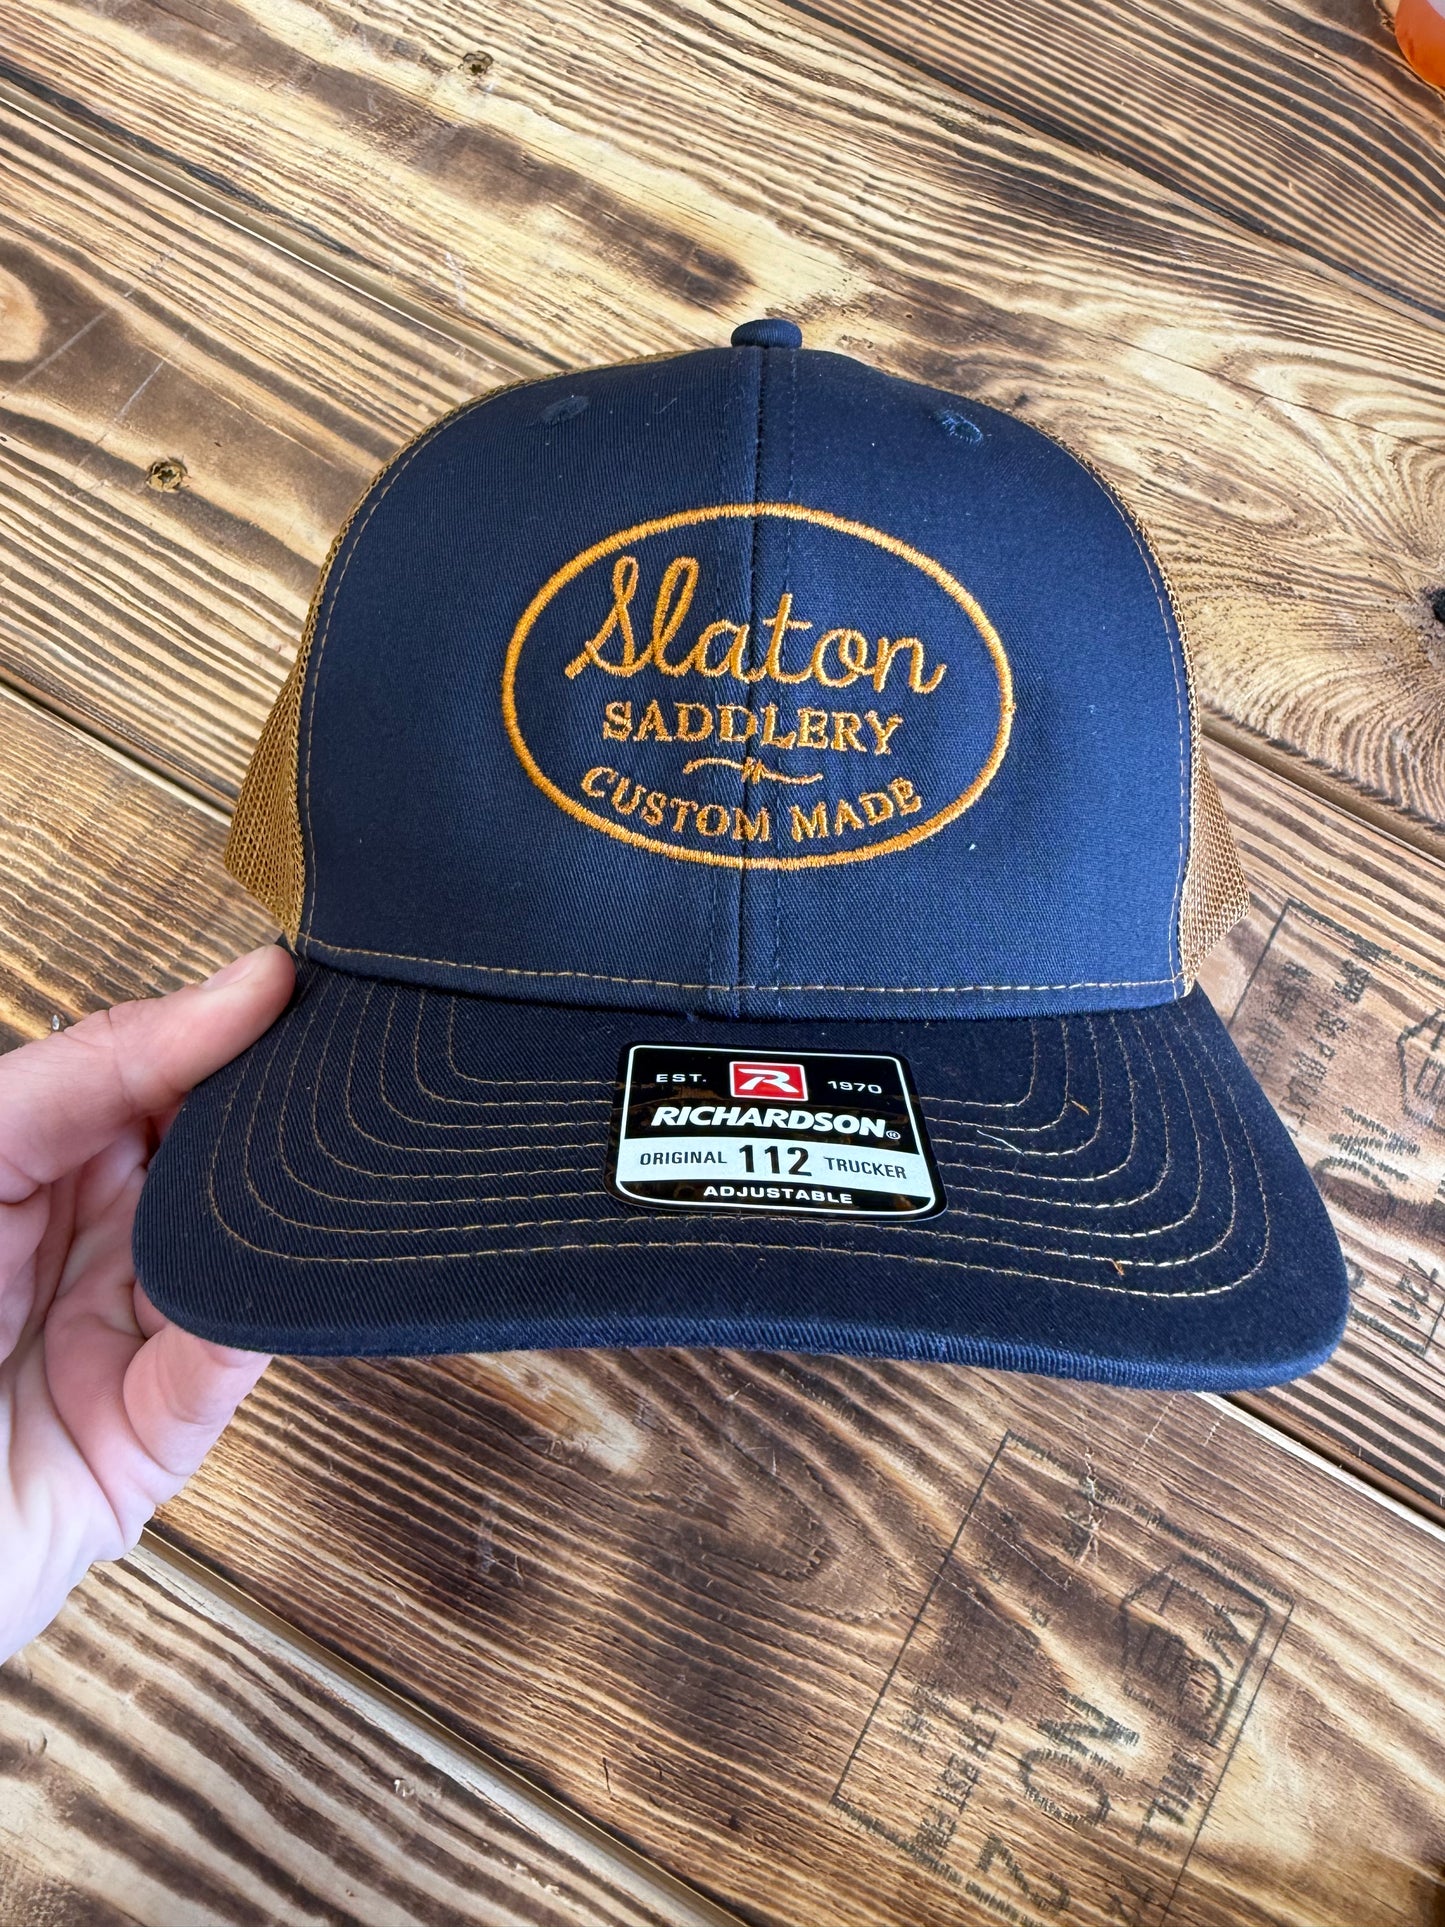 Slaton
SADDLERY
CUSTOM MADE
EST. R 1970
RICHARDSON®
ORIGINAL 112 TRUCKER
ADJUSTABLE